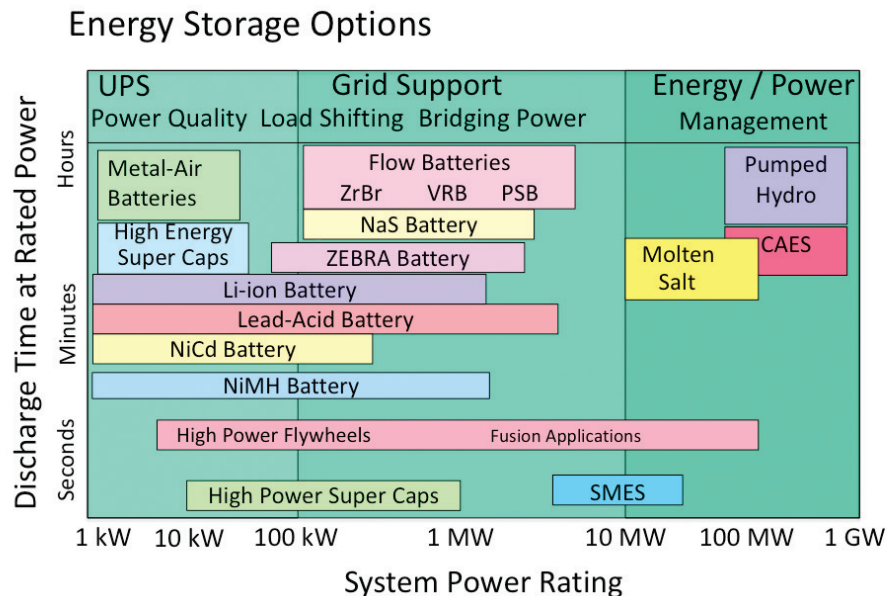 Energy Storage Options
UPS
Grid Support
Energy / Power
Power Quality
Load Shifting
Bridging Power
Management
Discharge Time at Rated Power
Hours
Minutes
Seconds
Metal-Air
Batteries
Flow Batteries
ZrBr VRB PSB
Pumped
Hydro
NaS Battery
High Energy
Super Caps
ZEBRA Battery
Molten
Salt
CAES
Li-ion Battery
Lead-Acid Battery
NiCd Battery
NiMH Battery
High Power Flywheels
Fusion Applications
High Power Super Caps
SMES
1 kW
10 kW
100 kW
1 MW
10 MW
100 MW
1 GW
System Power Rating